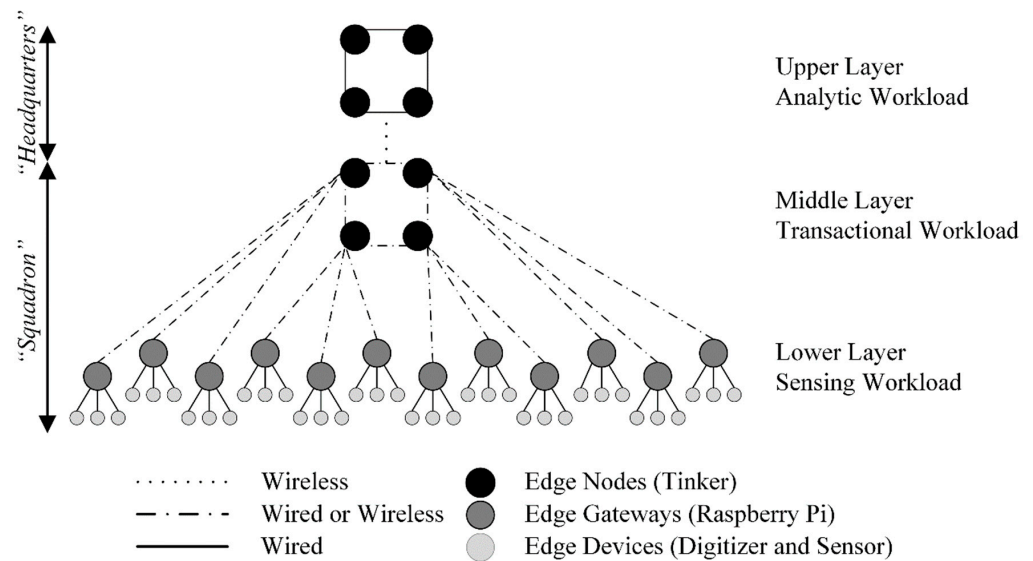 “Headquarters”
Upper Layer
Analytic Workload
“Squadron”
Middle Layer
Transactional Workload
Lower Layer
Sensing Workload
Wireless
Edge Nodes (Tinker)
Wired or Wireless
Edge Gateways (Raspberry Pi)
Wired
Edge Devices (Digitizer and Sensor)